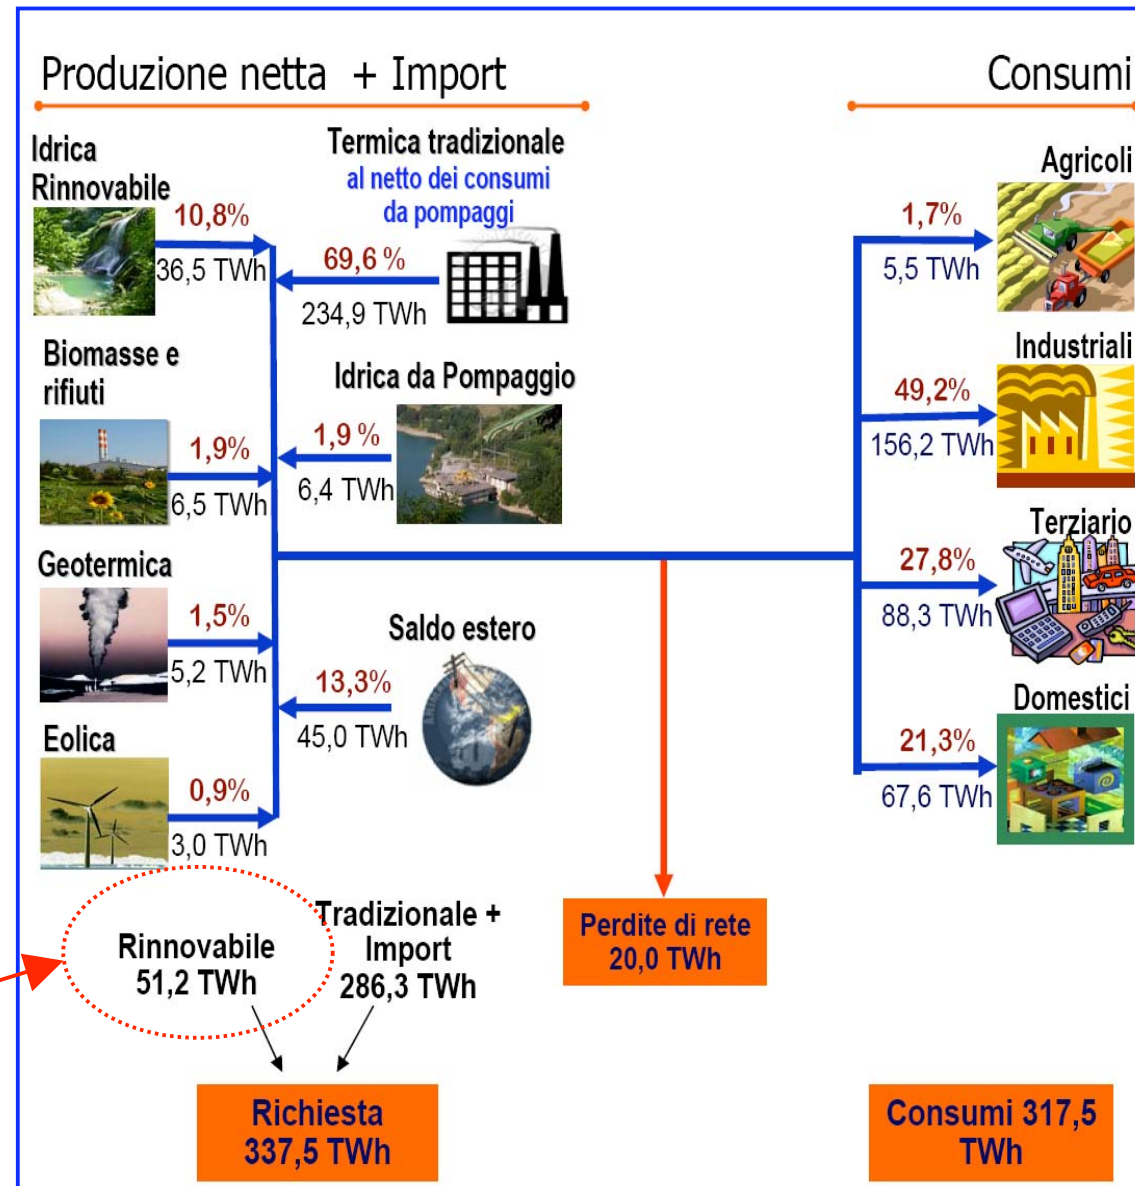 Produzione netta + Import
Consumi
Idrica
Rinnovabile
10,8%
36,5 TWh
Termica tradizionale
al netto dei consumi
da pompaggi
69,6 %
234,9 TWh
Biomasse e
rifiuti
1,9%
6,5 TWh
Idrica da Pompaggio
1,9 %
6,4 TWh
Geotermica
1,5%
5,2 TWh
Saldo estero
13,3%
45,0 TWh
Eolica
0,9%
3,0 TWh
Agricoli
1,7%
5,5 TWh
Industriali
49,2%
156,2 TWh
Terziario
27,8%
88,3 TWh
Domestici
21,3%
67,6 TWh
Rinnovabile
51,2 TWh
Tradizionale +
Import
286,3 TWh
Perdite di rete
20,0 TWh
Richiesta
337,5 TWh
Consumi 317,5
TWh